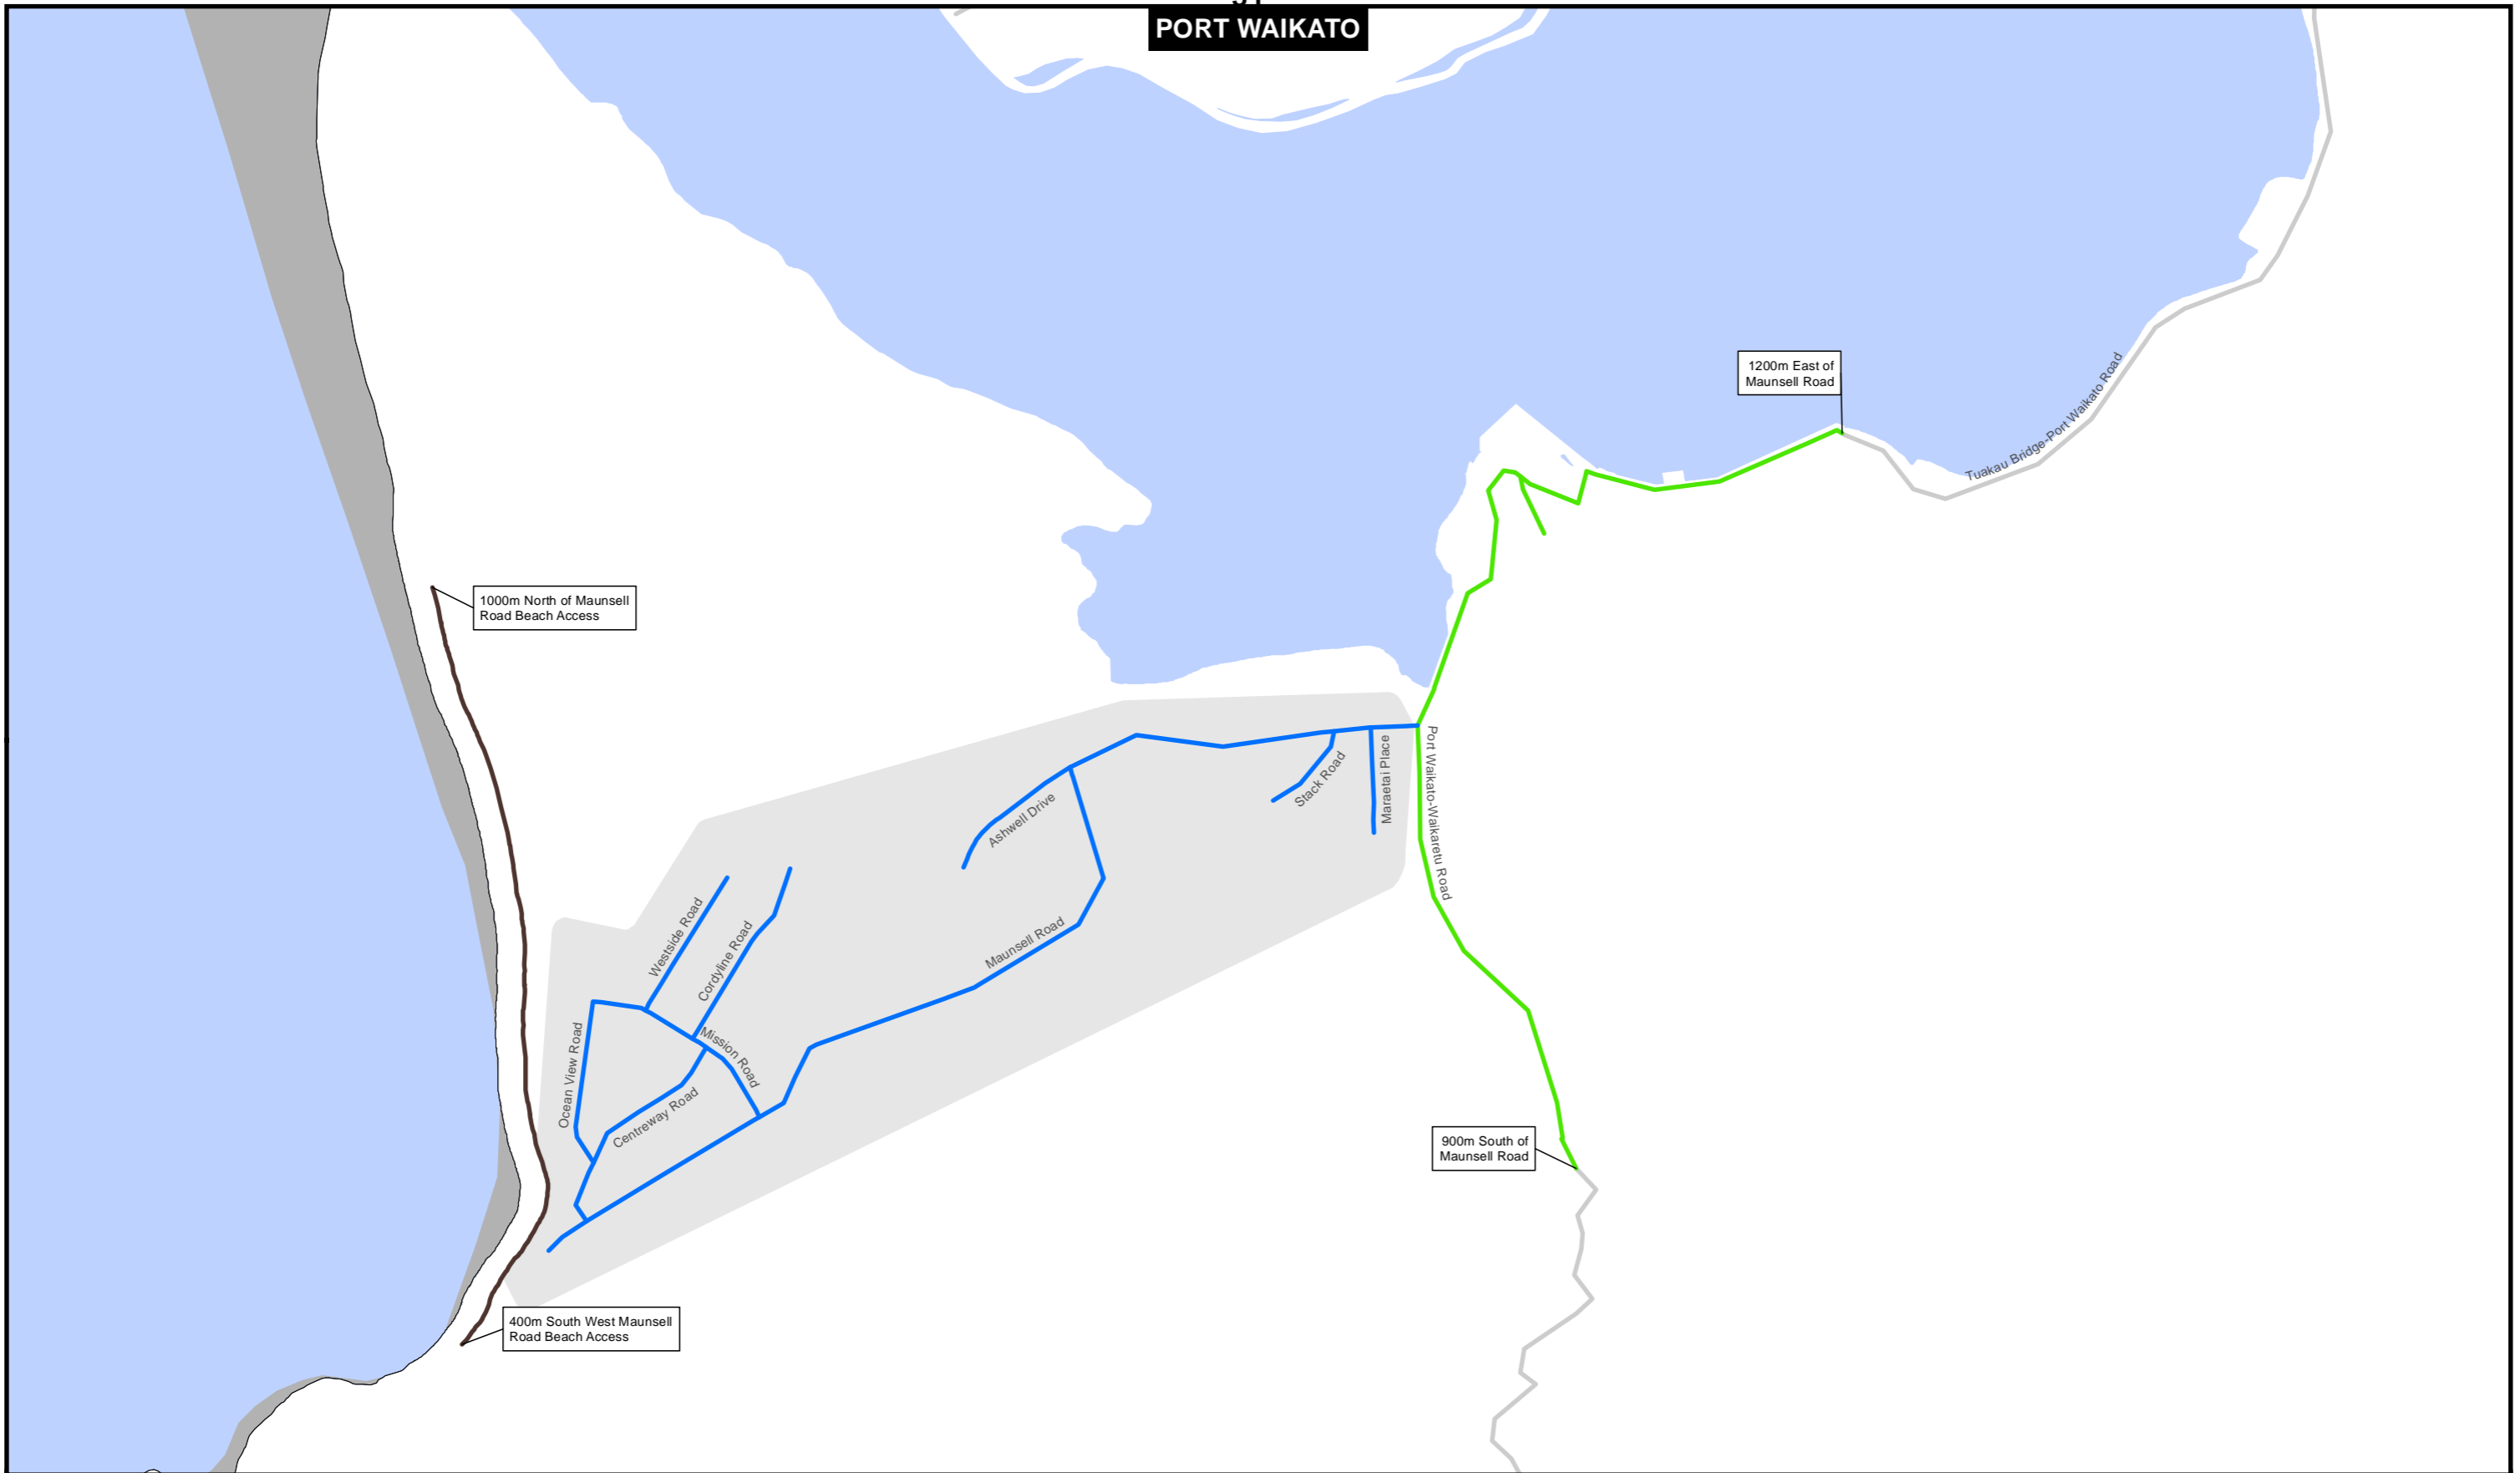 PORT WAIKATO
1200m East of
Maunsell Road
Tuakau Bridge-Port Waikato Road
1000m North of Maunsell
Road Beach Access
Port Waikato-Waikaretu Road
Stack Road
Maraetai Place
Ashwell Drive
Westside Road
Cordyline Road
Maunsell Road
Mission Road
Ocean View Road
Centreway Road
900m South of
Maunsell Road
400m South West Maunsell
Road Beach Access